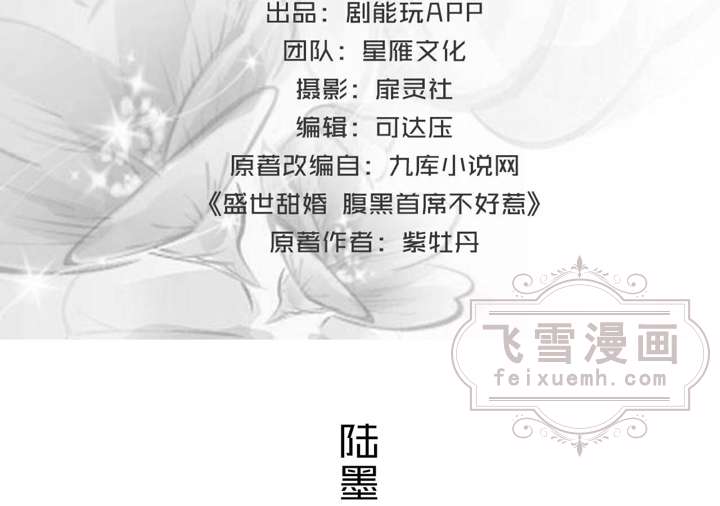 出品：剧能玩APP
团队：星雁文化
摄影：扉灵社
编辑：可达压
原著改编自：九库小说网
《盛世甜婚 腹黑首席不好惹》
原著作者：紫牡丹
飞雪漫画
feixuemh.com
陆
墨